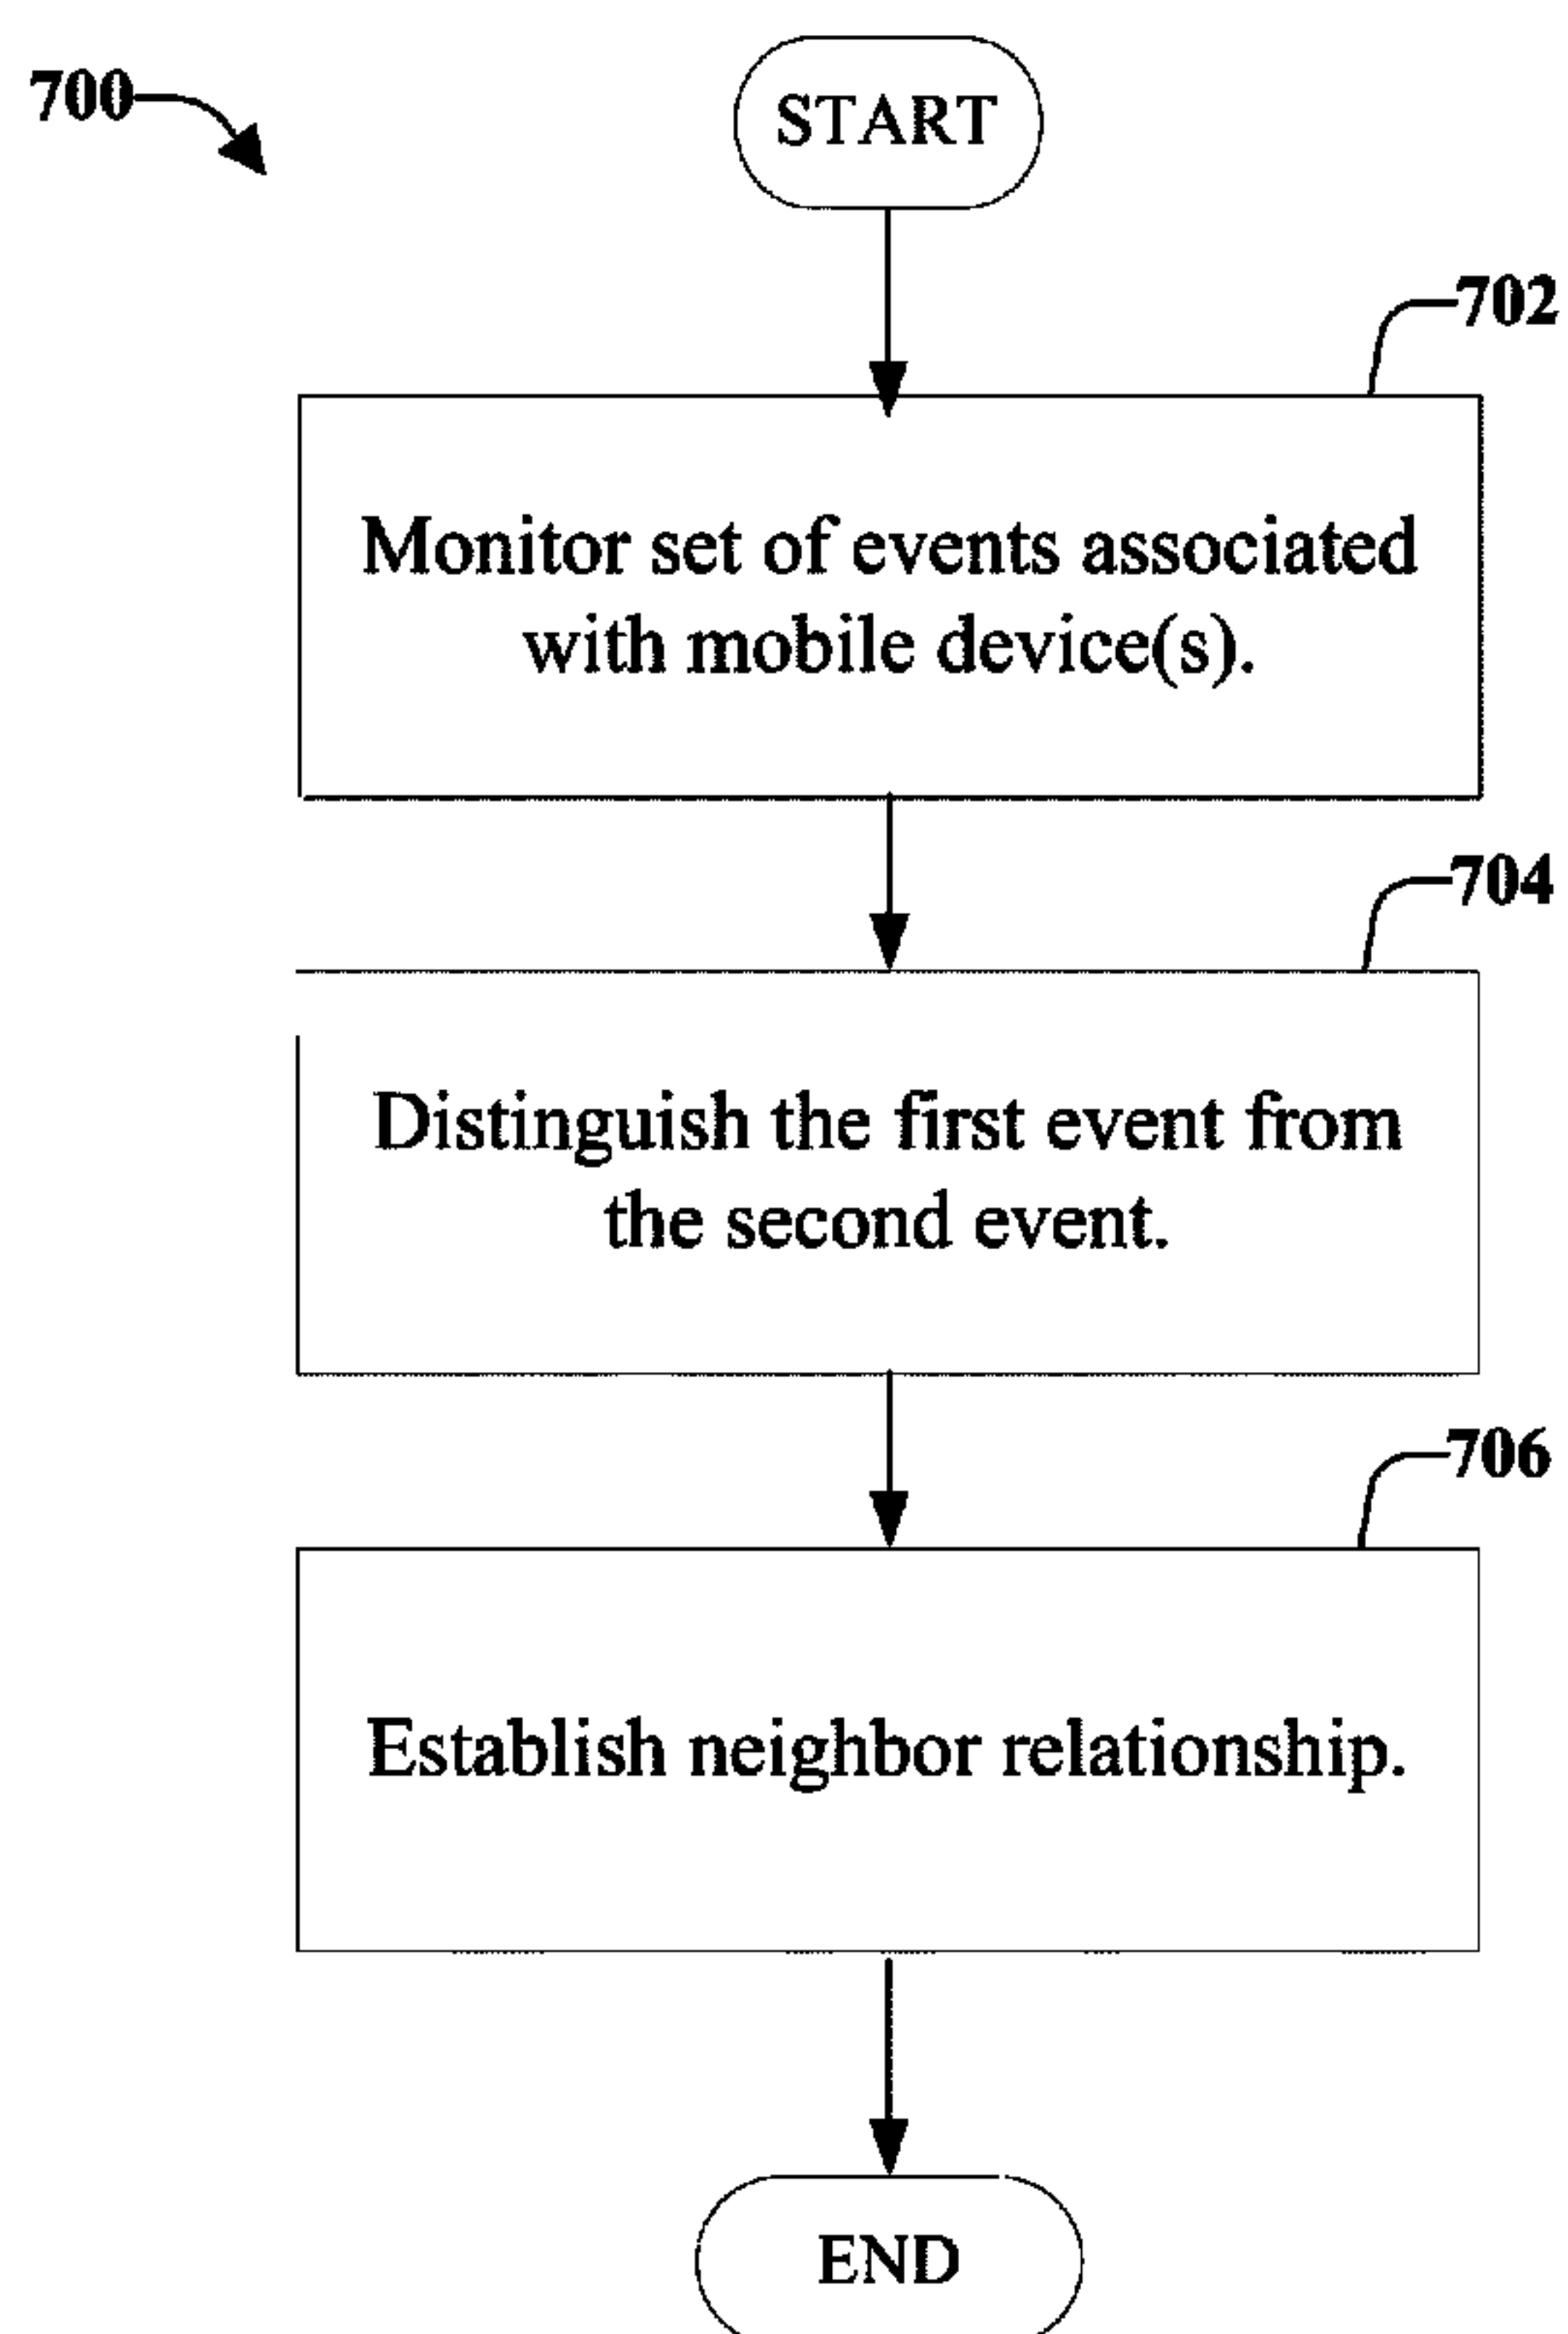 700
START
702
Monitor set of events associated
with mobile device(s).
704
Distinguish the first event from
the second event.
706
Establish neighbor relationship.
END